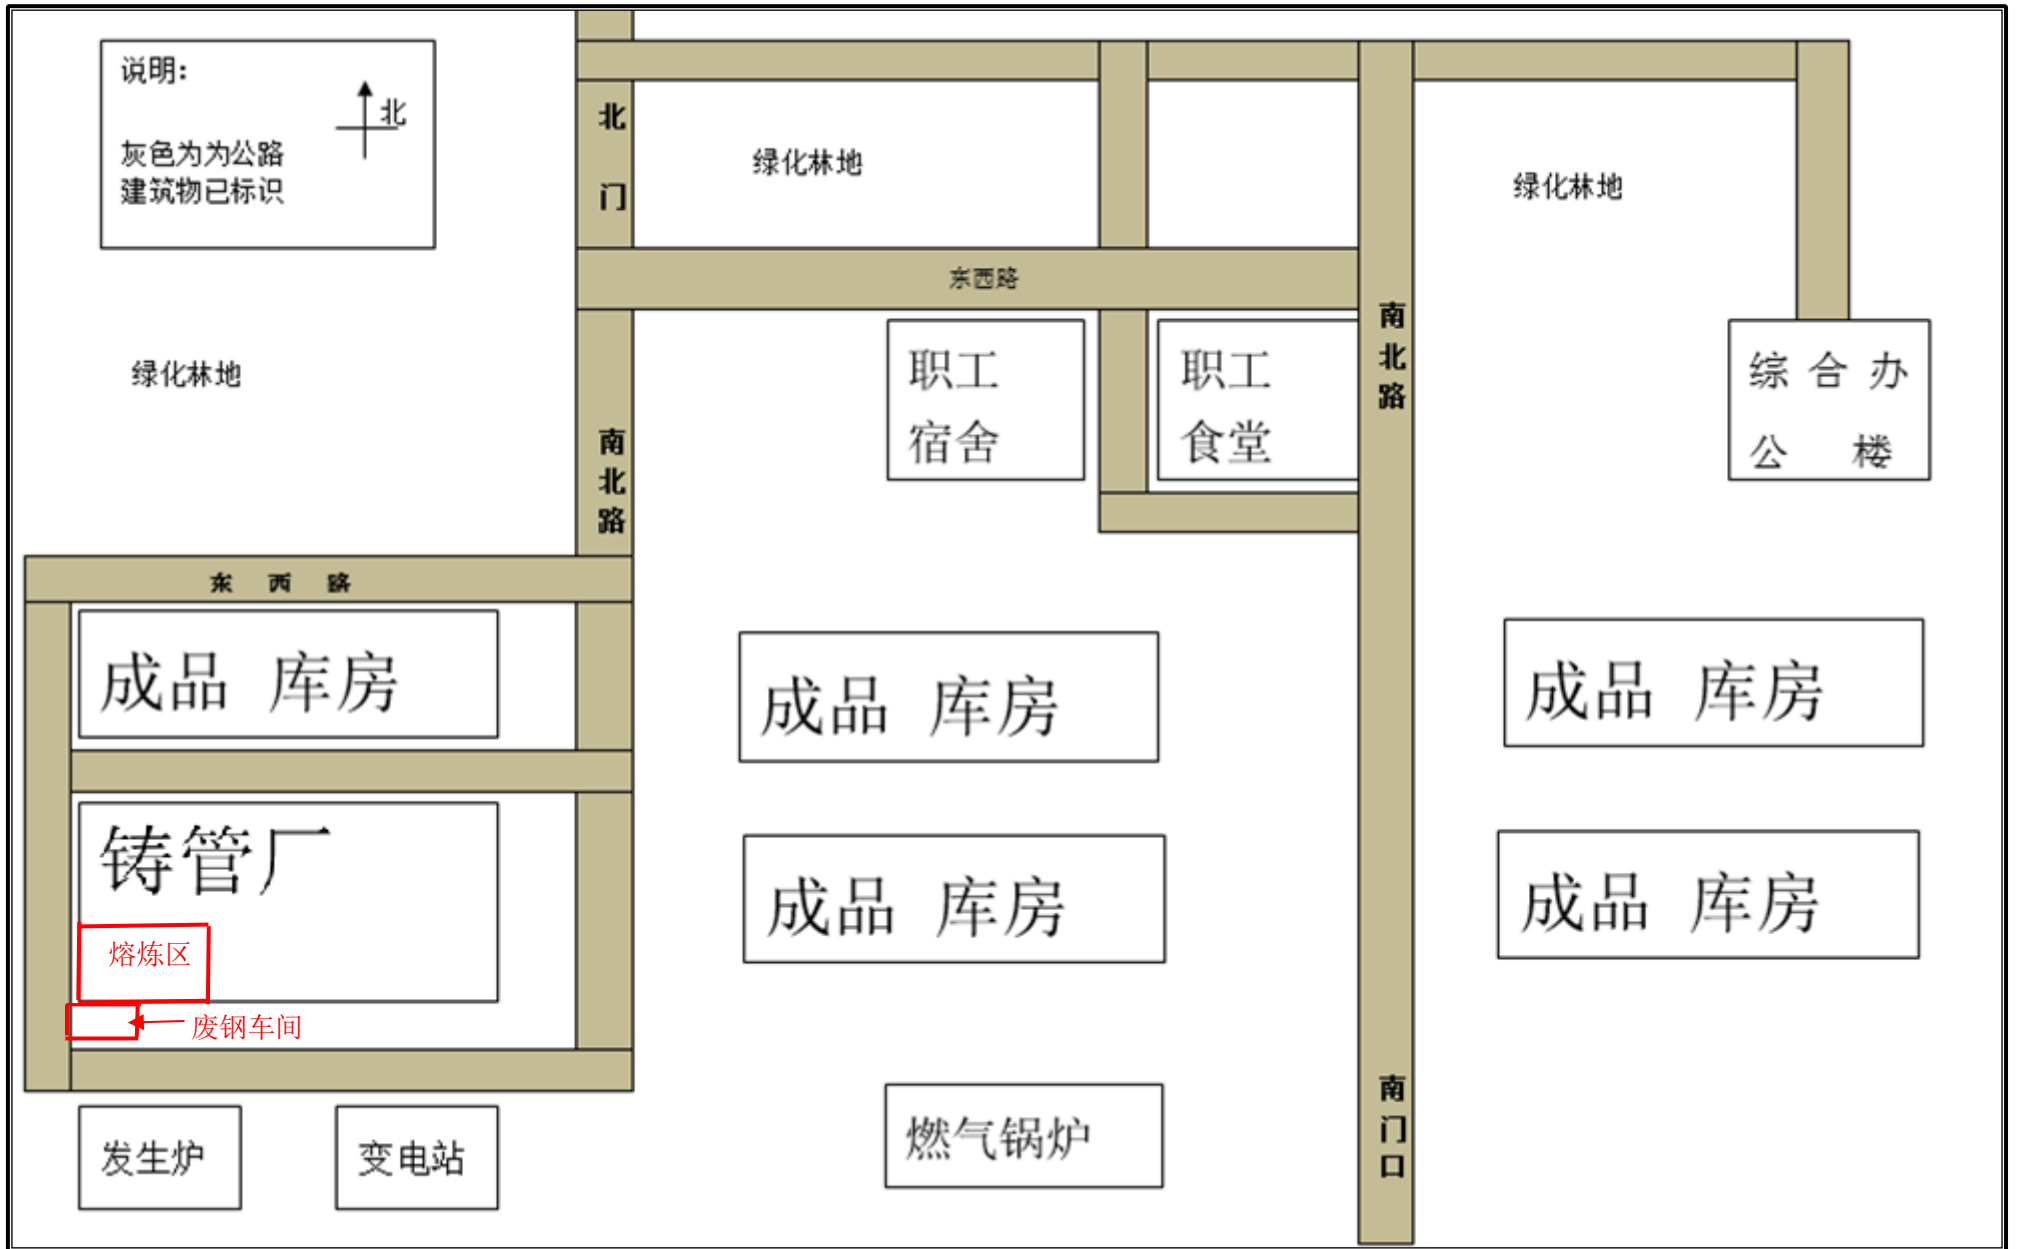 说明：
北
灰色为为公路
建筑物已标识
北门
绿化林地
绿化林地
东西路
南北路
职工
宿舍
职工
食堂
综合办
公楼
绿化林地
南北路
东西路
成品 库房
成品 库房
成品 库房
铸管厂
成品 库房
成品 库房
熔炼区
废钢车间
南门口
发生炉
变电站
燃气锅炉